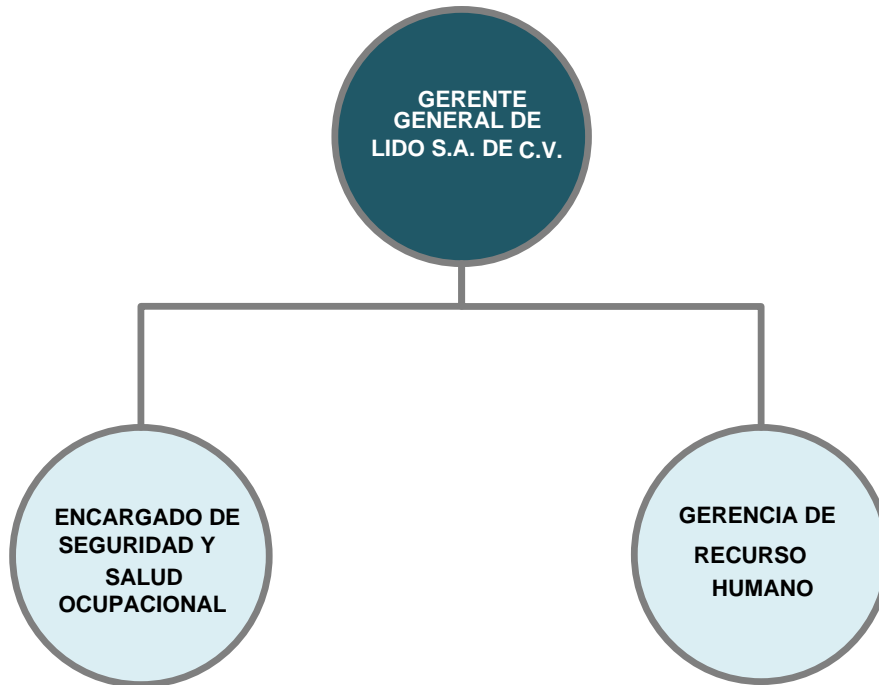 GERENTE
GENERAL DE
LIDO S.A. DE C.V.
ENCARGADO DE
SEGURIDAD Y
SALUD
OCUPACIONAL
GERENCIA DE
RECURSO
HUMANO